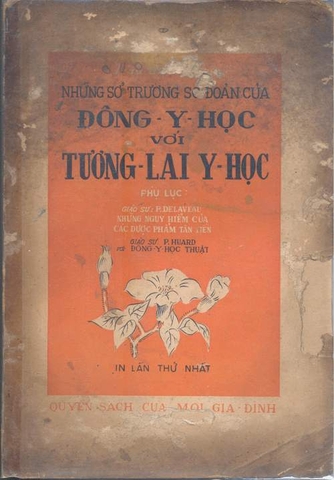 NHỮNG SỞ TRƯỜNG SỞ ĐOẢN CỦA
ĐÔNG-Y-HỌC
VỚI
TƯƠNG-LAI Y-HỌC
PHỤ LỤC
GIÁO SƯ P. DELAVEAU
NHỮNG NGUY HIỂM CỦA
CÁC DƯỢC PHẨM TÂN TIẾN
GIÁO SƯ P. HUARD
VÀ ĐÔNG-Y-HỌC THUẬT
IN LẦN THỨ NHẤT
QUYỂN SÁCH CỦA MỌI GIA-ĐÌNH